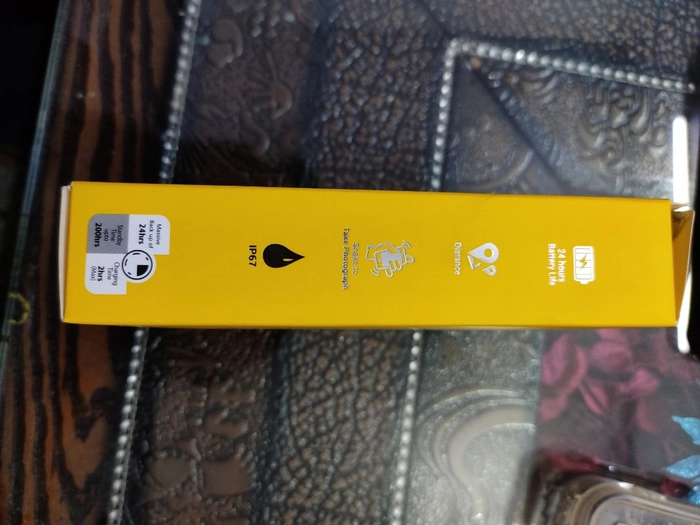 24 hours
Battery Life
Distance
Shake to
Take Photograph
IP67
Massive
Back up of
24hrs
Standby
Time
upto
200hrs
Charging
Time
2hrs
(Max)